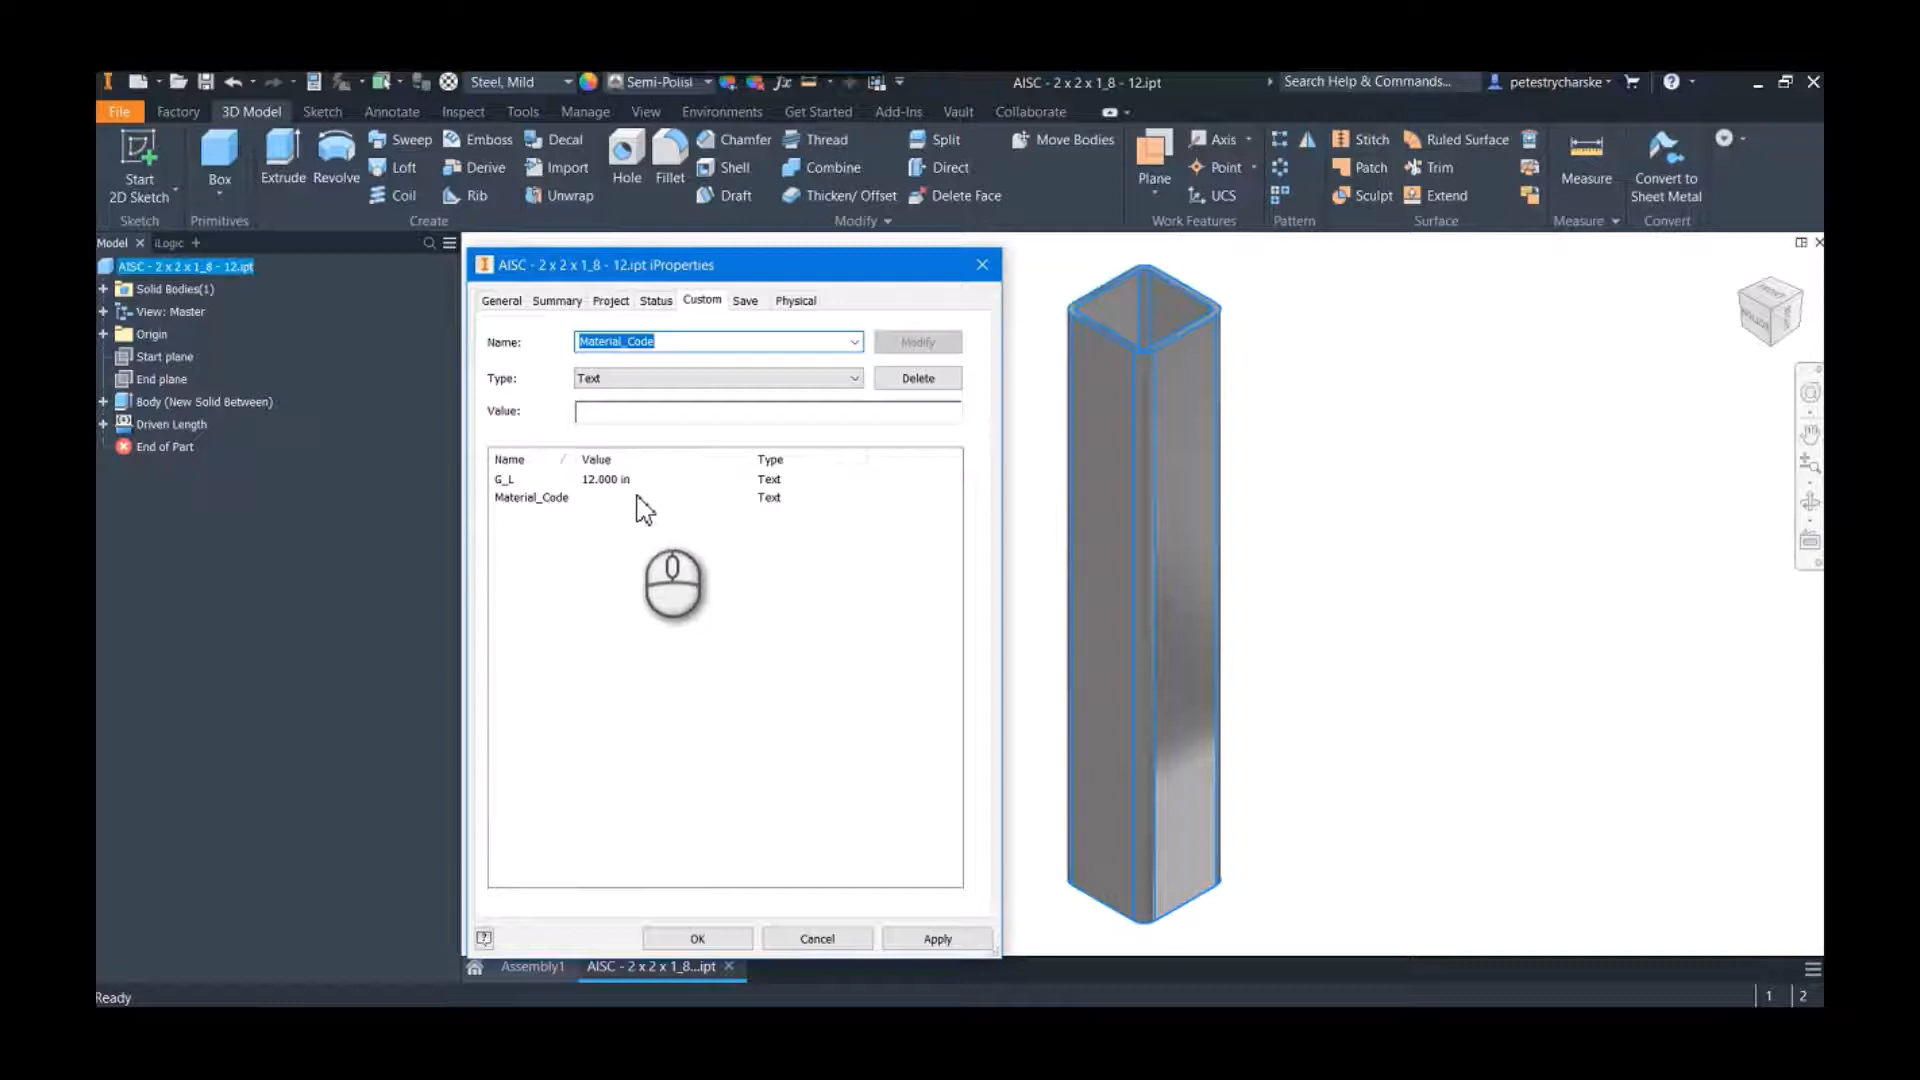 Steel, Mild
Semi-Polisl
AISC - 2 x 2 x 1_8 - 12.ipt
Search Help & Commands...
petestrycharske
File Factory 3D Model Sketch Annotate Inspect Tools Manage View Environments Get Started Add-Ins Vault Collaborate
Sweep Emboss Decal Chamfer Thread Split Move Bodies Axis Stitch Ruled Surface
Loft Derive Import Shell Combine Direct Point Patch Trim
Start
2D Sketch
Box Extrude Revolve Hole Fillet Plane Measure
Convert to
Sheet Metal
Coil Rib Unwrap Draft Thicken/ Offset Delete Face UCS Sculpt Extend
Sketch Primitives Create Modify Work Features Pattern Surface Measure Convert
Model iLogic +
AISC - 2 x 2 x 1_8 - 12.ipt
Solid Bodies(1)
View: Master
Origin
Start plane
End plane
Body (New Solid Between)
Driven Length
End of Part
AISC - 2 x 2 x 1_8 - 12.ipt iProperties
General Summary Project Status Custom Save Physical
Name: Material_Code Modify
Type: Text Delete
Value:
Name Value Type
G_L 12.000 in Text
Material_Code Text
OK Cancel Apply
Assembly1 AISC - 2 x 2 x 1_8...ipt
Ready
1 2